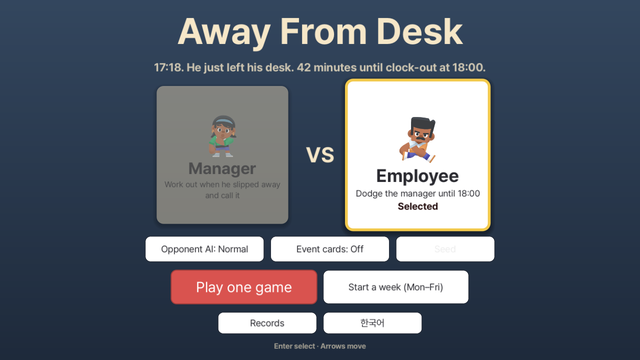 Away From Desk
17:18. He just left his desk. 42 minutes until clock-out at 18:00.
Manager
Work out when he slipped away
and call it
VS
Employee
Dodge the manager until 18:00
Selected
Opponent AI: Normal
Event cards: Off
Seed
Play one game
Start a week (Mon–Fri)
Records
한국어
Enter select · Arrows move